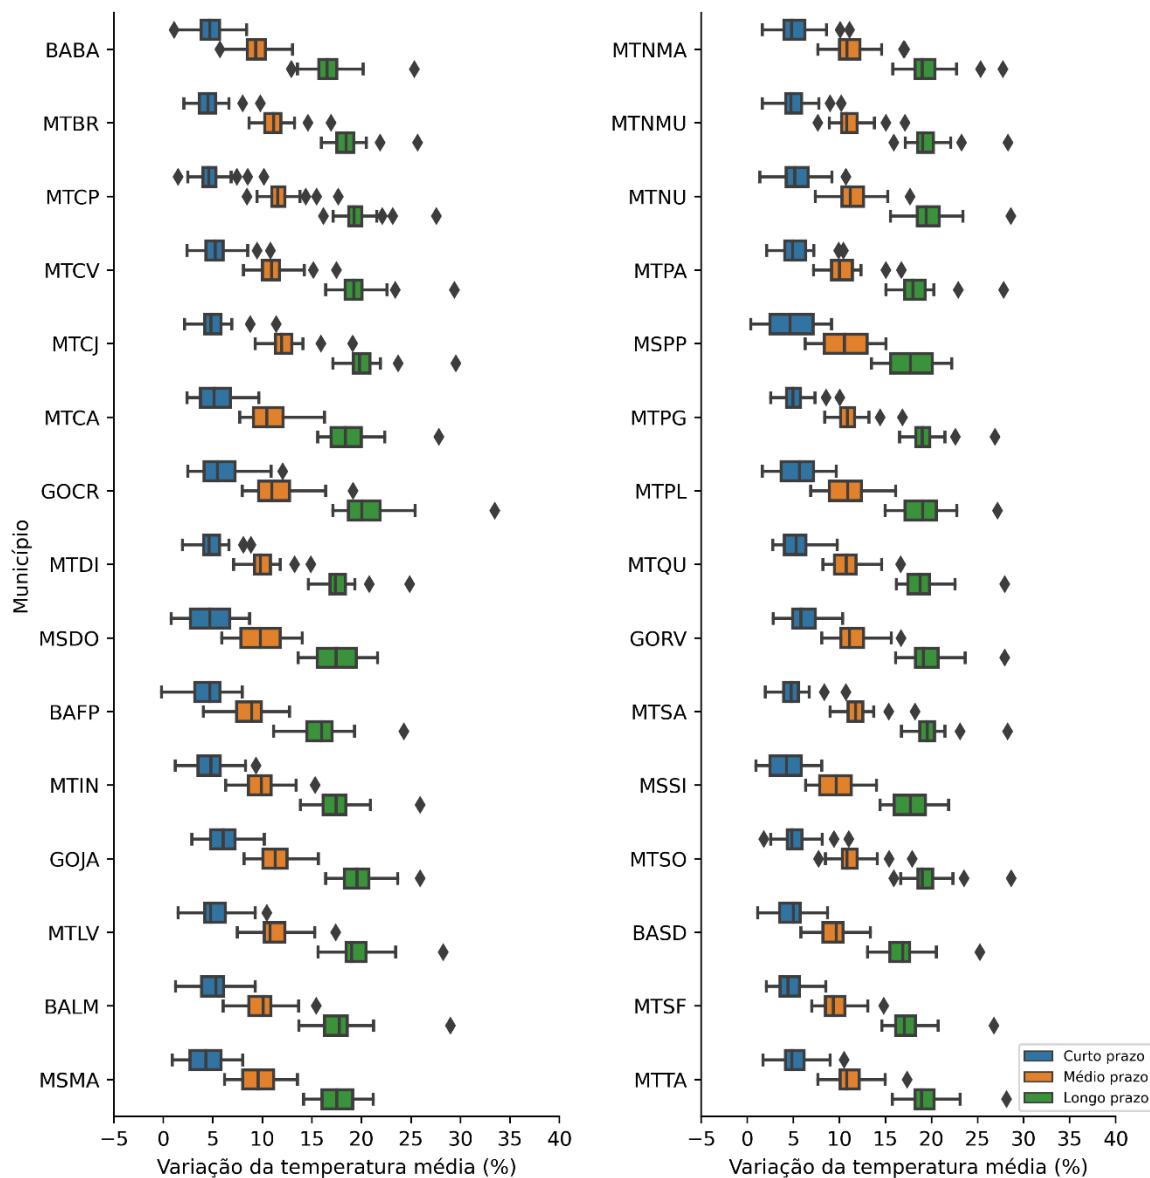 Município
BABA
MTBR
MTCP
MTCV
MTCJ
MTCA
GOCR
MTDI
MSDO
BAFP
MTIN
GOJA
MTLV
BALM
MSMA
−5 0 5 10 15 20 25 30 35 40
Variação da temperatura média (%)
MTNMA
MTNMU
MTNU
MTPA
MSPP
MTPG
MTPL
MTQU
GORV
MTSA
MSSI
MTSO
BASD
MTSF
MTTA
Curto prazo
Médio prazo
Longo prazo
−5 0 5 10 15 20 25 30 35 40
Variação da temperatura média (%)